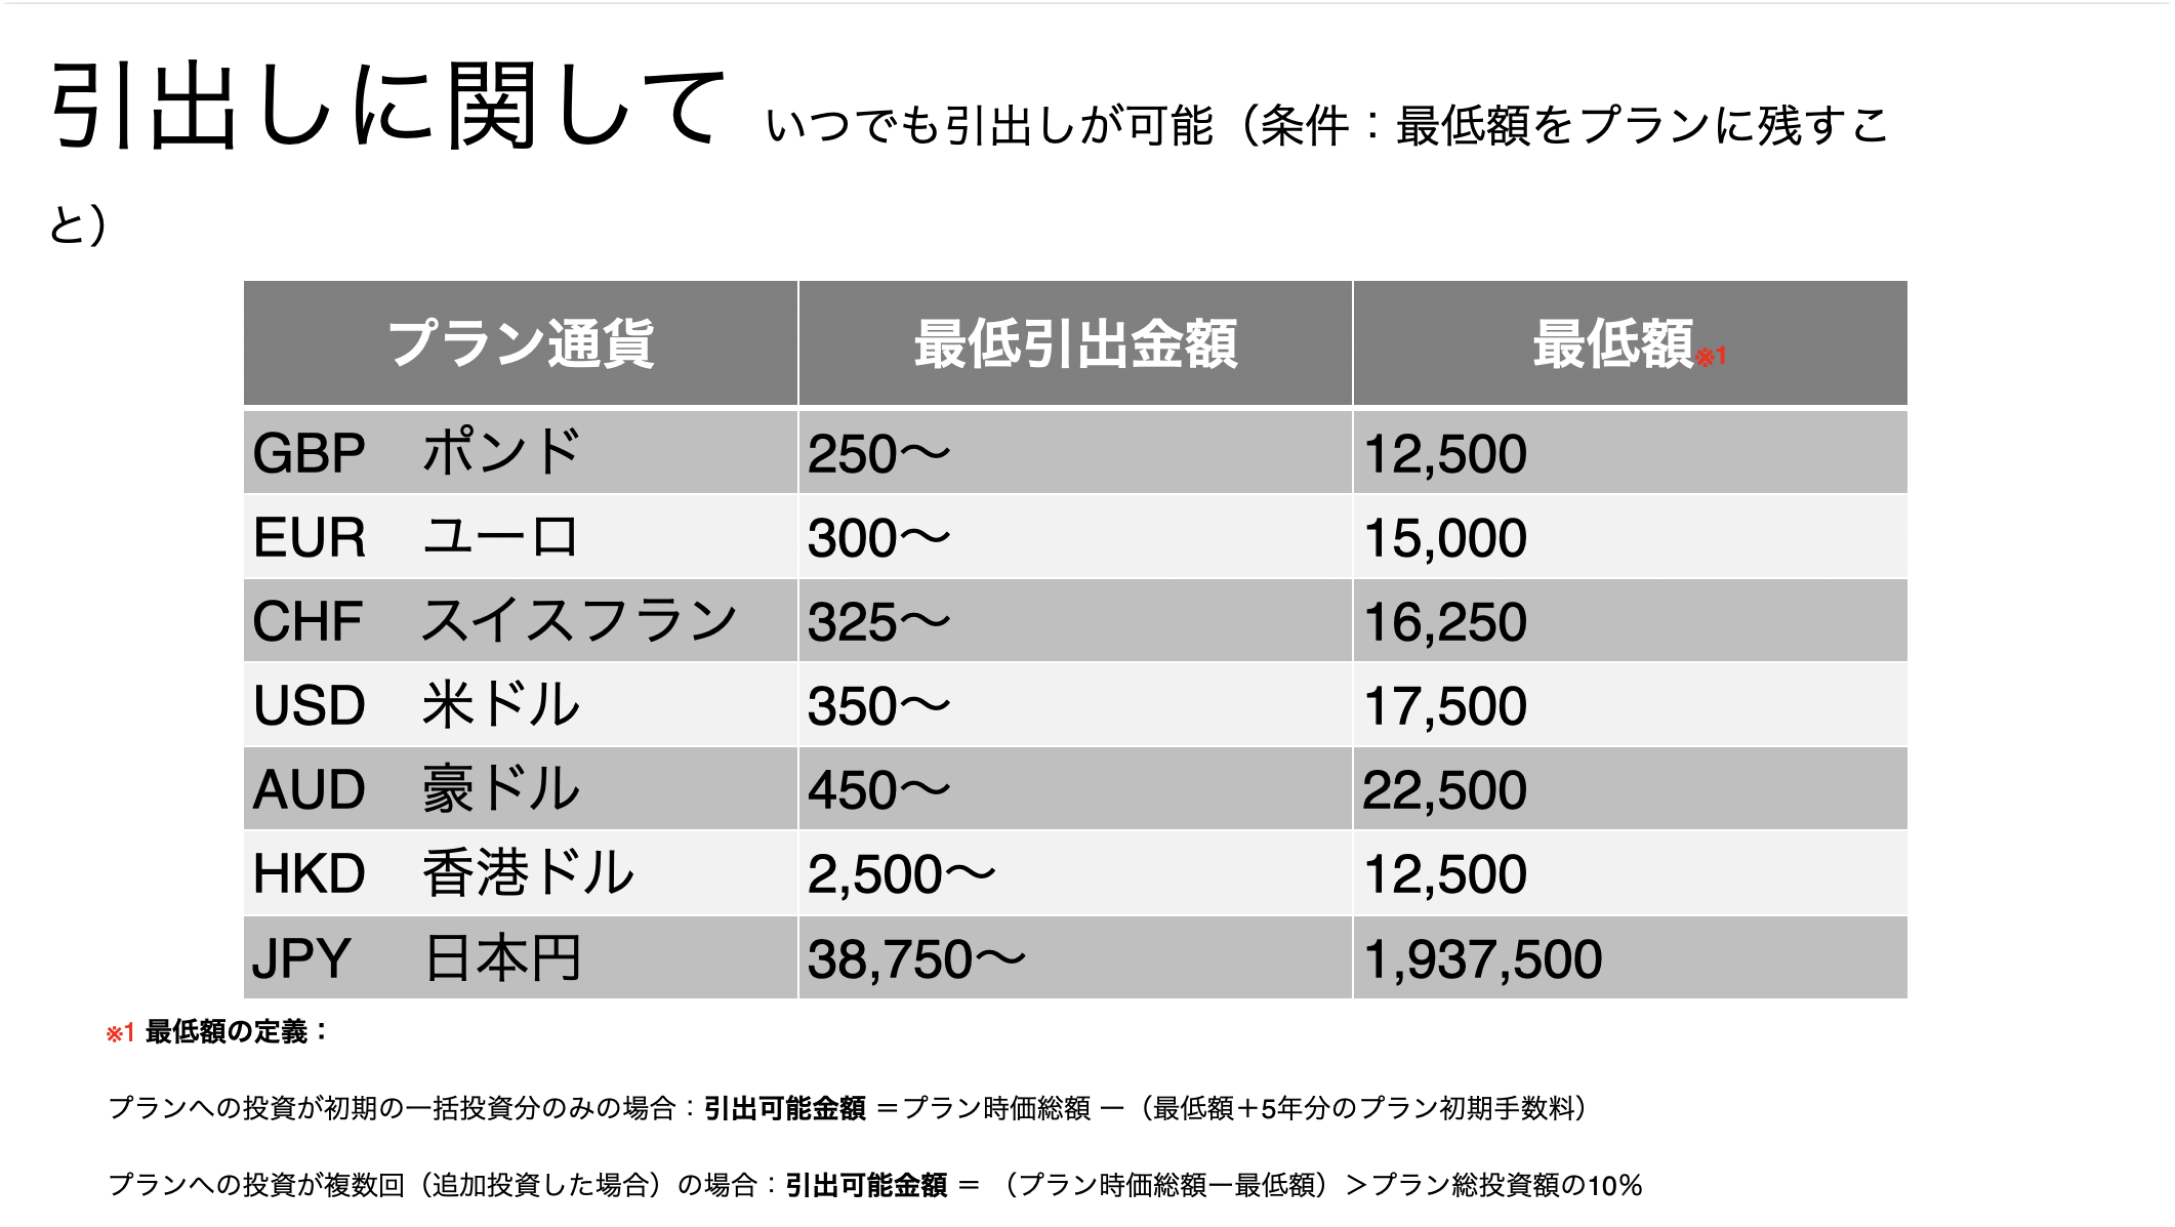 引出しに関して いつでも引出しが可能（条件：最低額をプランに残すこ
と）
プラン通貨 最低引出金額 最低額※1
GBP ポンド 250〜 12,500
EUR ユーロ 300〜 15,000
CHF スイスフラン 325〜 16,250
USD 米ドル 350〜 17,500
AUD 豪ドル 450〜 22,500
HKD 香港ドル 2,500〜 12,500
JPY 日本円 38,750〜 1,937,500
※1 最低額の定義：
プランへの投資が初期の一括投資分のみの場合：引出可能金額 ＝プラン時価総額 ー（最低額＋5年分のプラン初期手数料）
プランへの投資が複数回（追加投資した場合）の場合：引出可能金額 ＝ （プラン時価総額ー最低額）＞プラン総投資額の10%